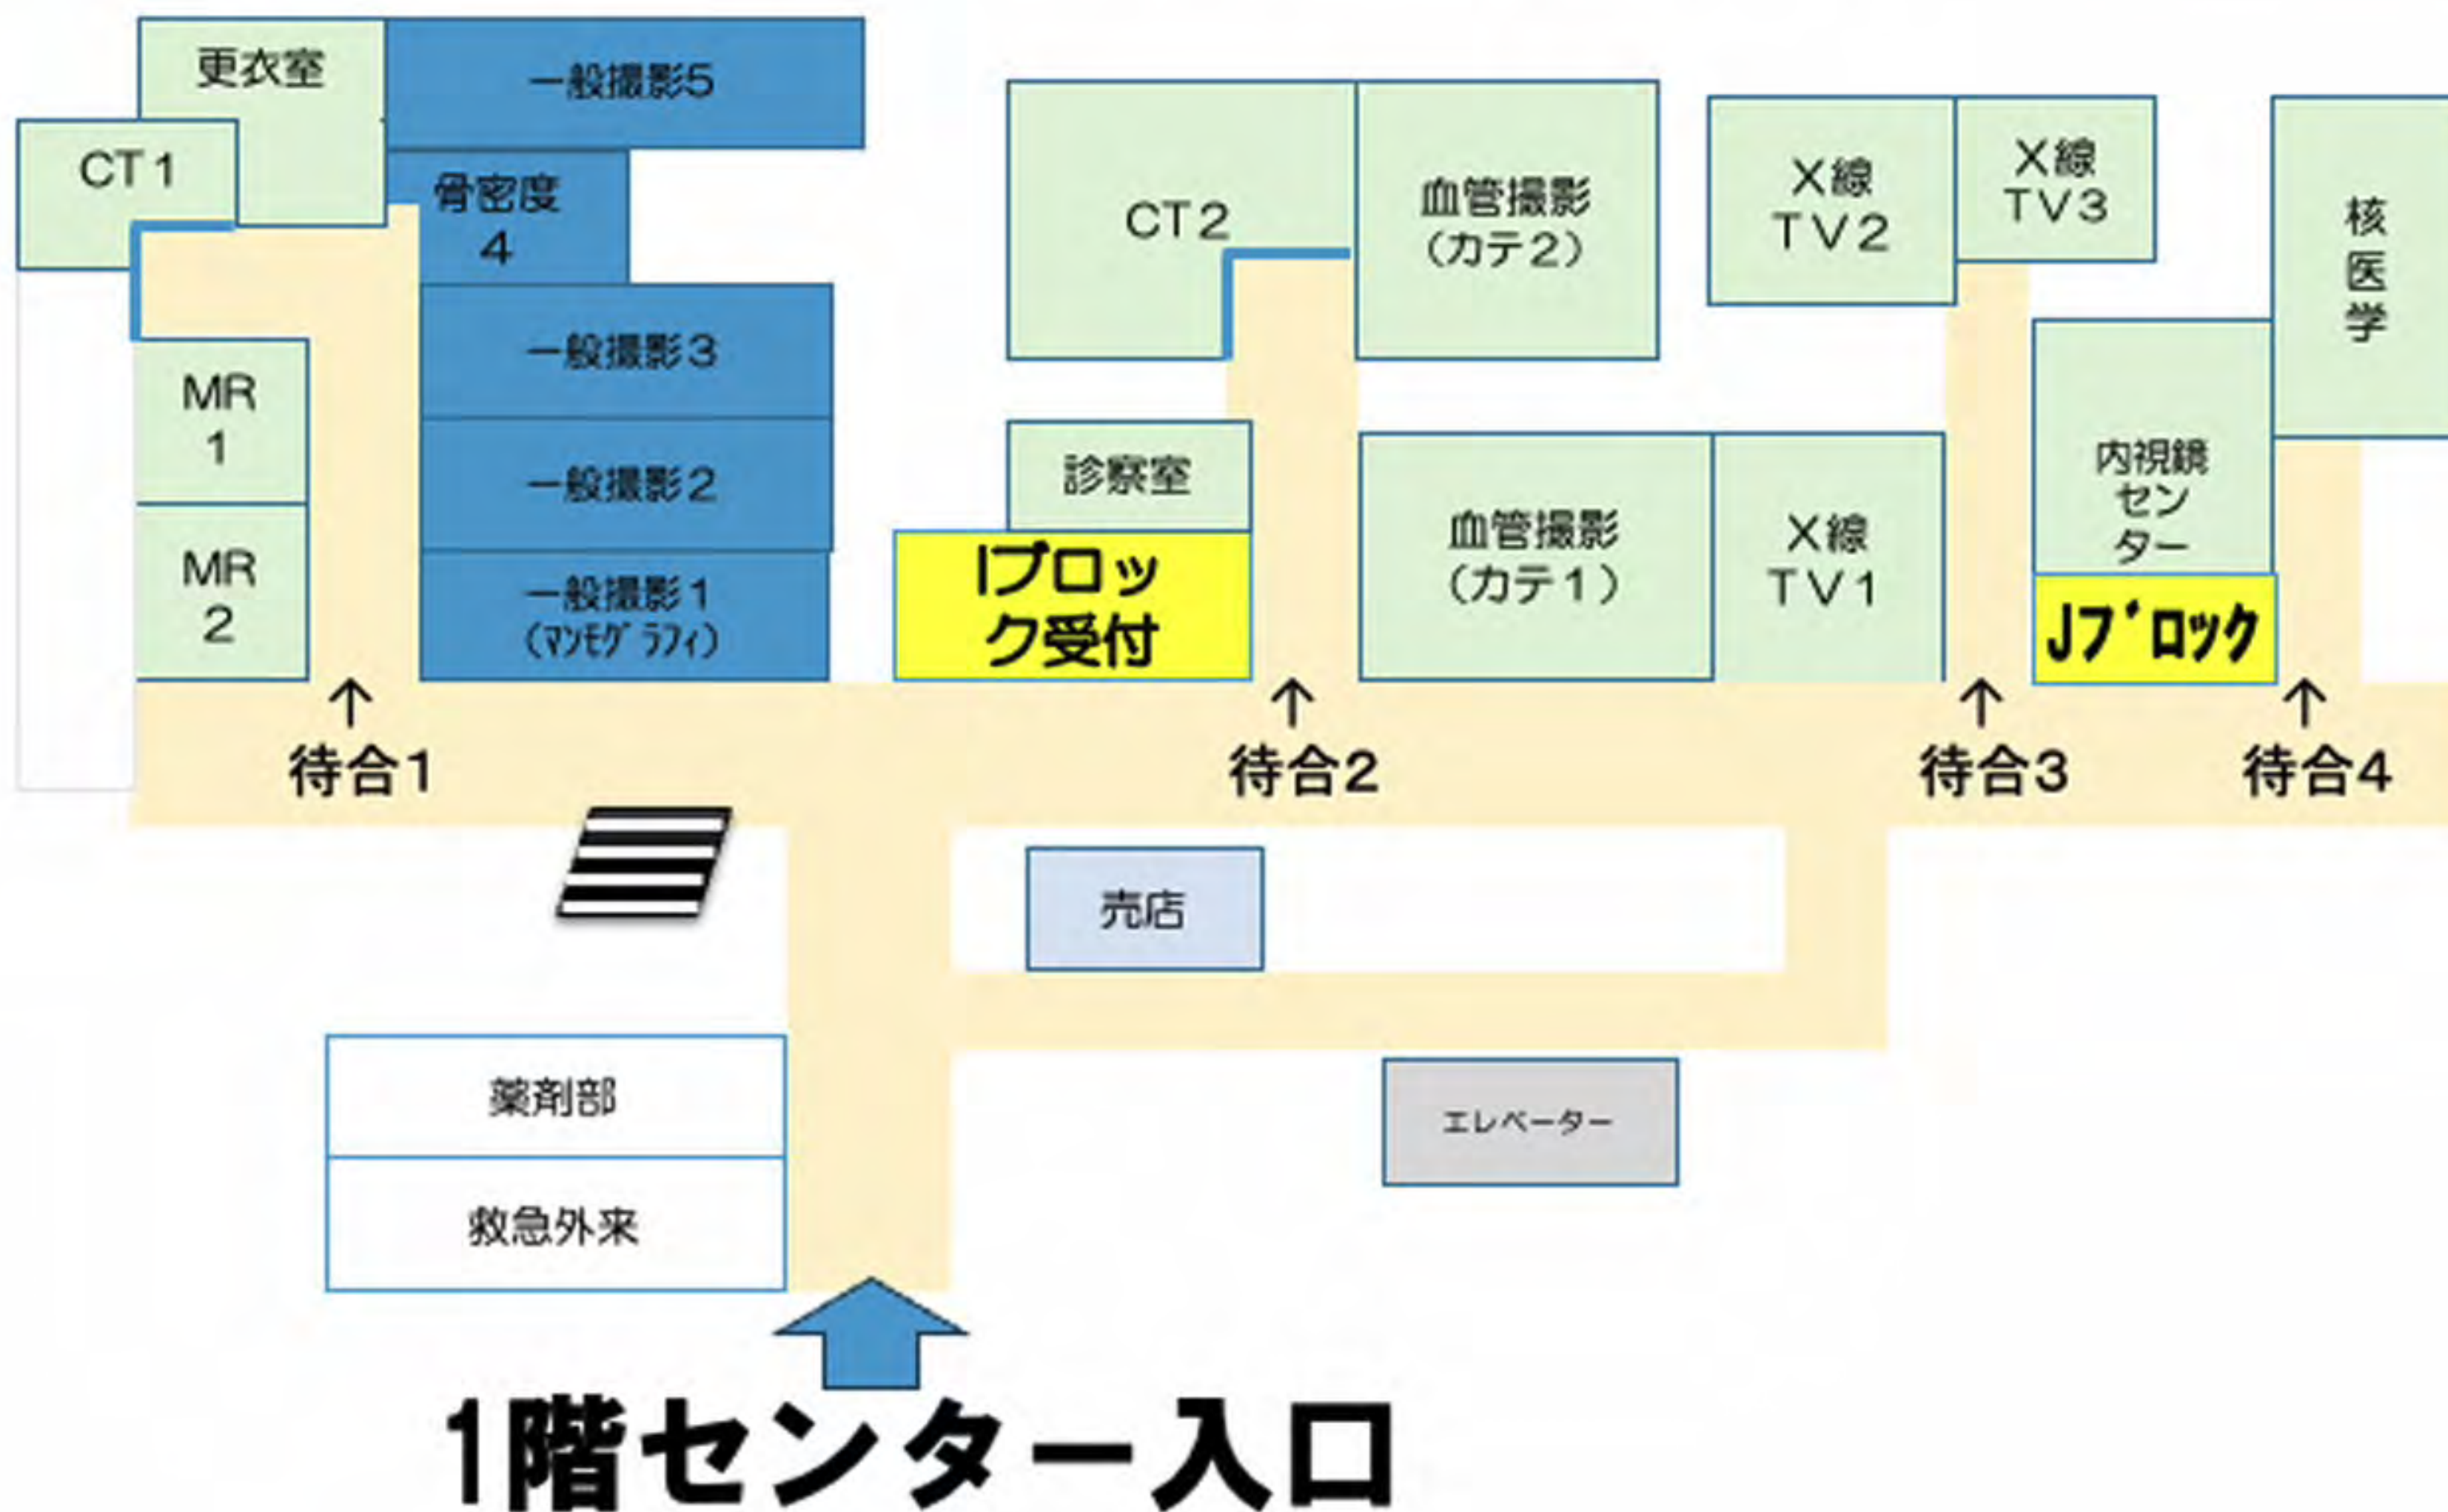 更衣室
一般撮影5
CT1
骨密度
4
一般撮影3
MR
1
一般撮影2
MR
2
一般撮影1
(マンモグラフィ)
CT2
血管撮影
(カテ2)
X線
TV2
X線
TV3
核
医
学
診察室
Iブロッ
ク受付
血管撮影
(カテ1)
X線
TV1
内視鏡
セン
ター
Jブロック
↑
待合1
↑
待合2
↑
待合3
↑
待合4
売店
薬剤部
救急外来
エレベーター
1階センター入口